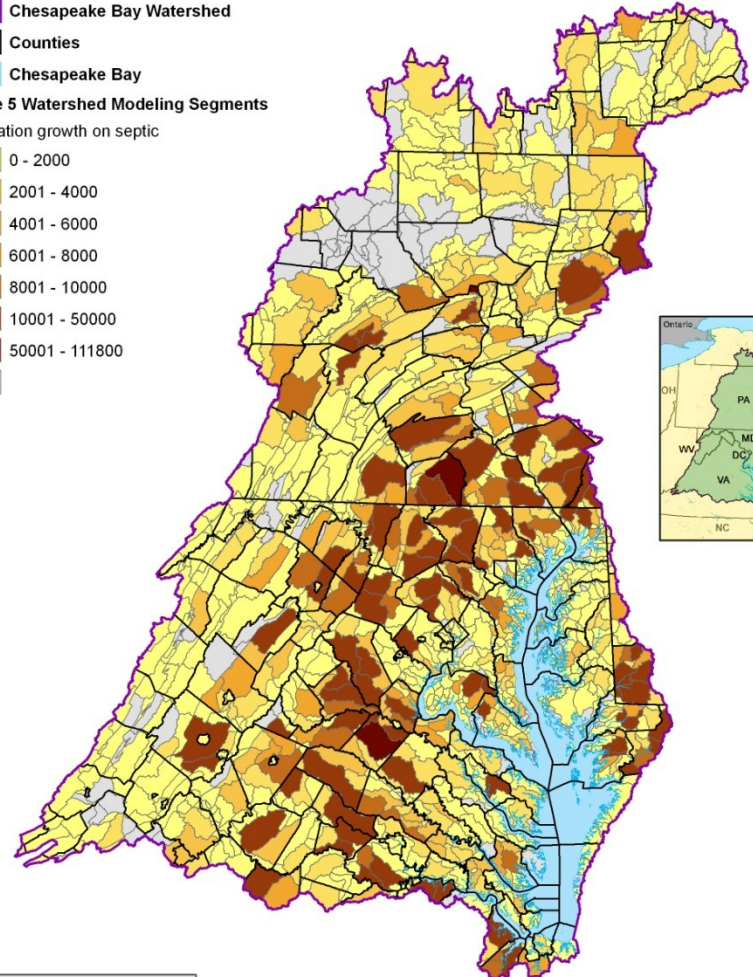 Chesapeake Bay Watershed
Counties
Chesapeake Bay
e 5 Watershed Modeling Segments
ation growth on septic
0 - 2000
2001 - 4000
4001 - 6000
6001 - 8000
8001 - 10000
10001 - 50000
50001 - 111800
Ontario
OH
PA
MD
WV
DC
VA
NC